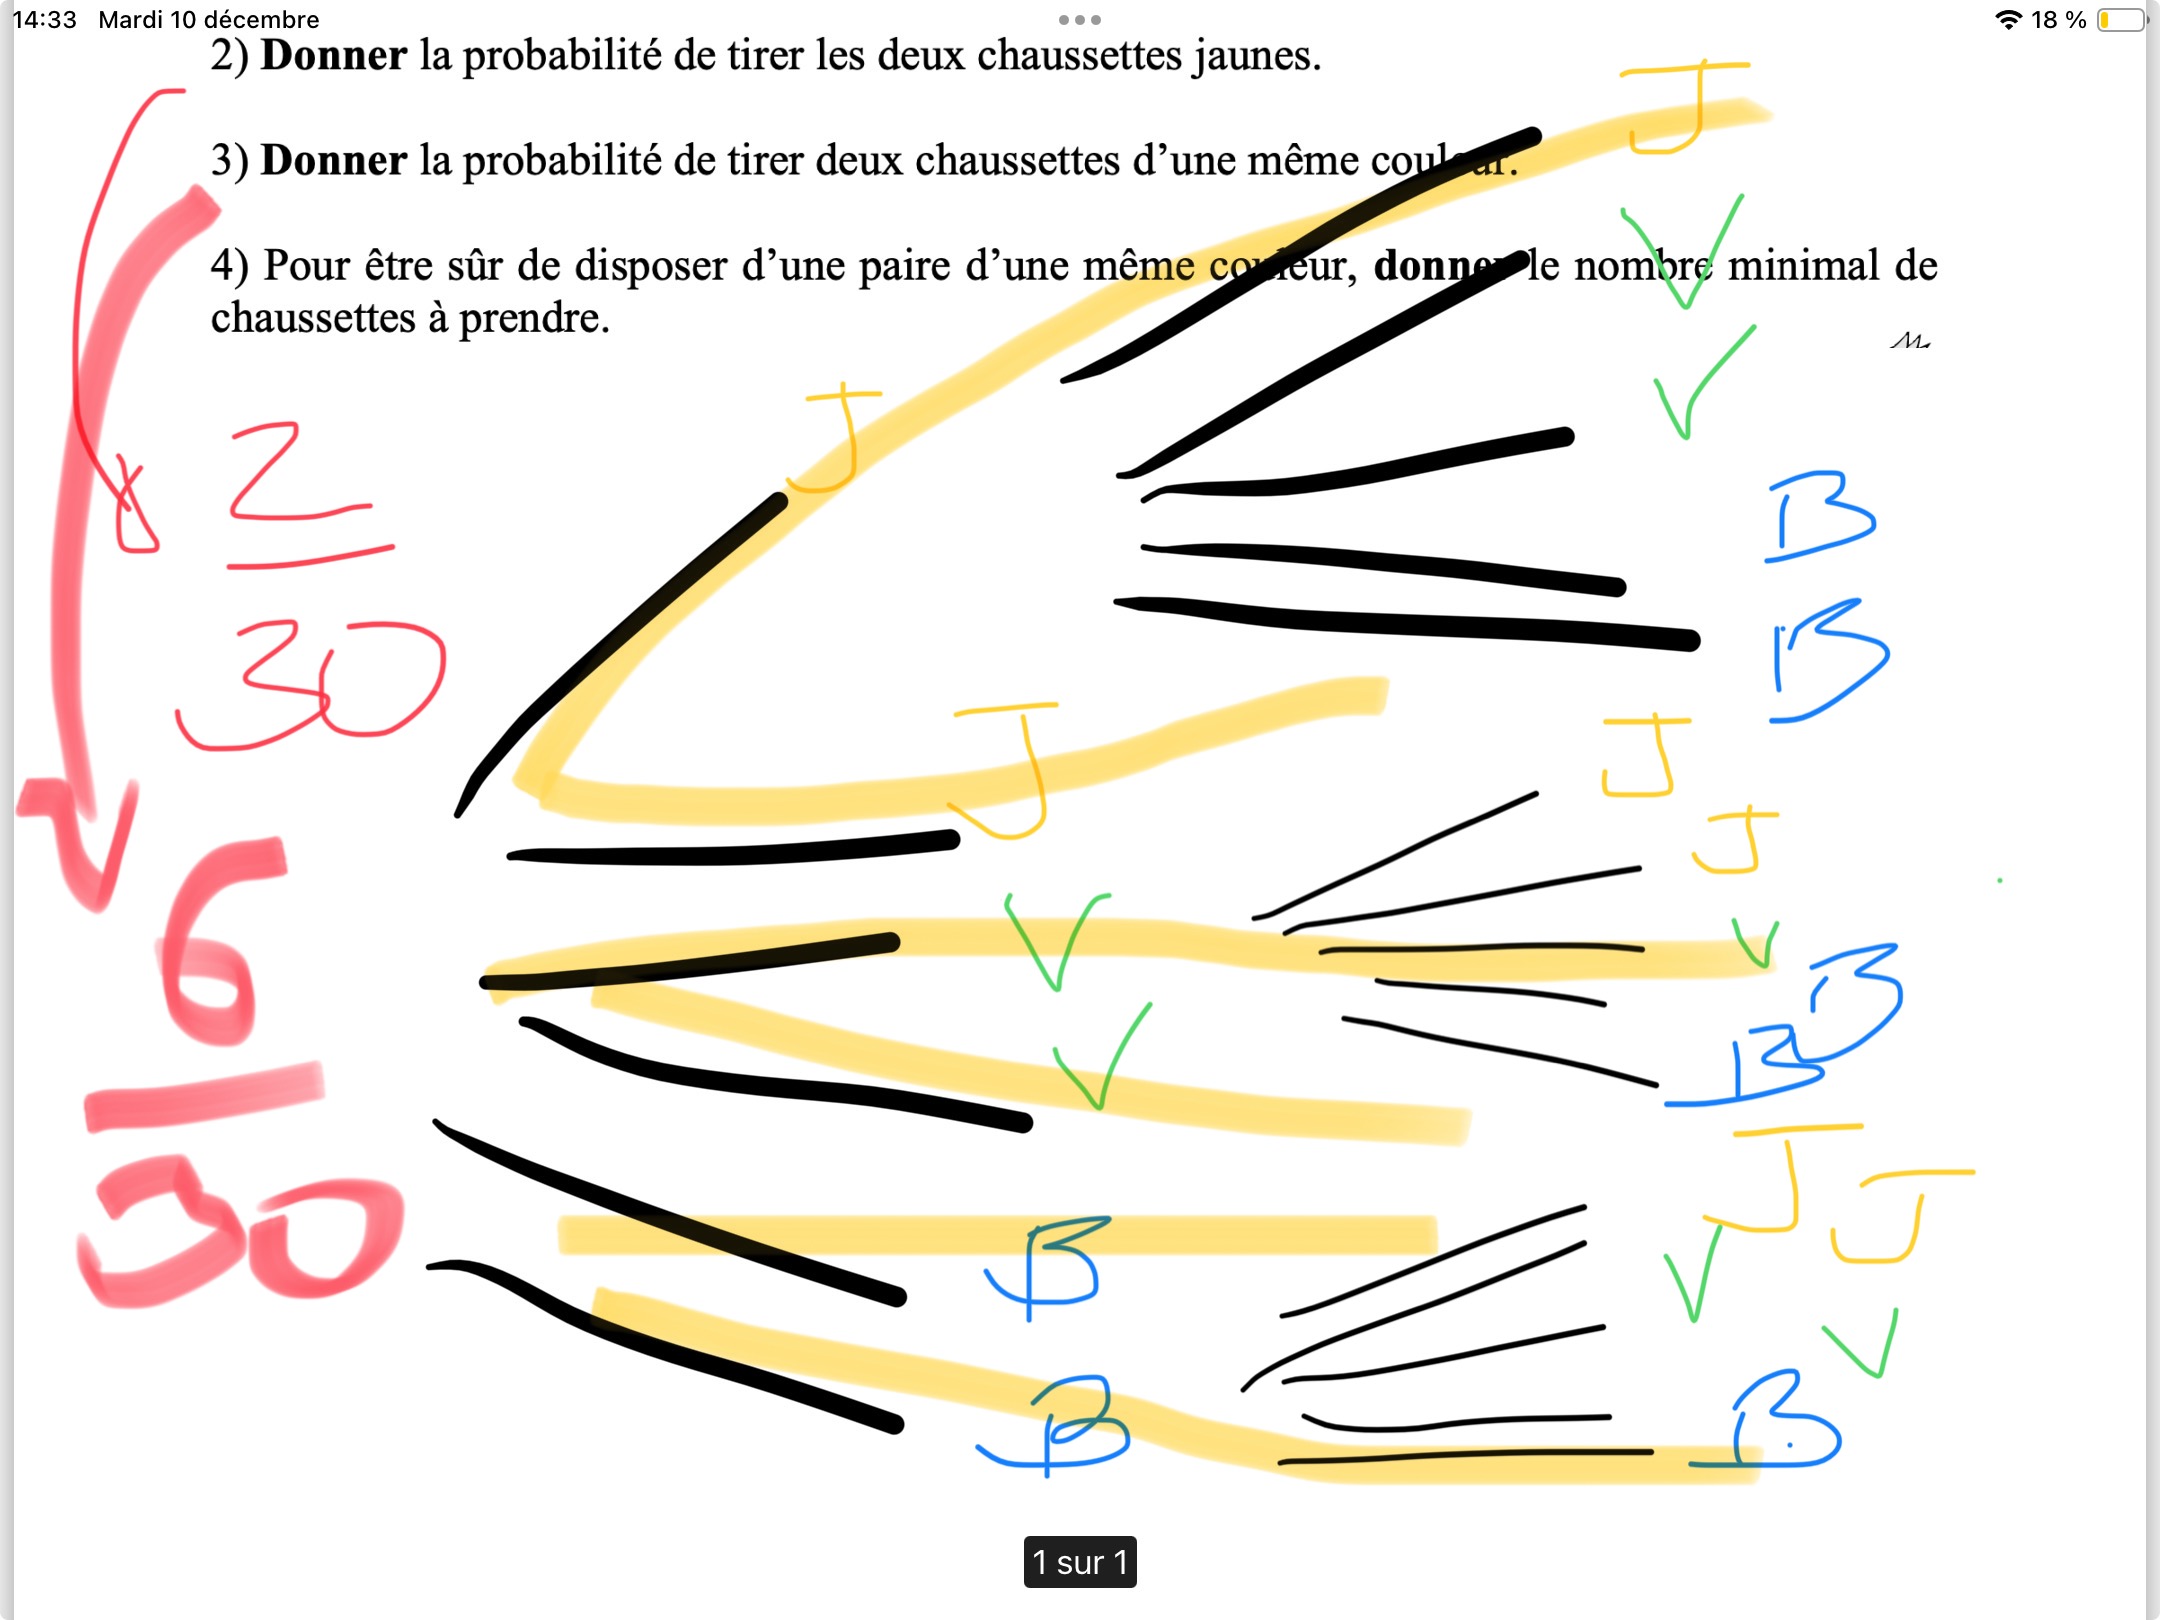 14:33 Mardi 10 décembre 18 %
2) Donner la probabilité de tirer les deux chaussettes jaunes.
3) Donner la probabilité de tirer deux chaussettes d'une même couleur.
4) Pour être sûr de disposer d'une paire d'une même couleur, donner le nombre minimal de
chaussettes à prendre.
J
V
V
J
2
30
B
B
J
J
J
V
V
V
B
B
6
30
J
J
B
V
V
B
B
1 sur 1